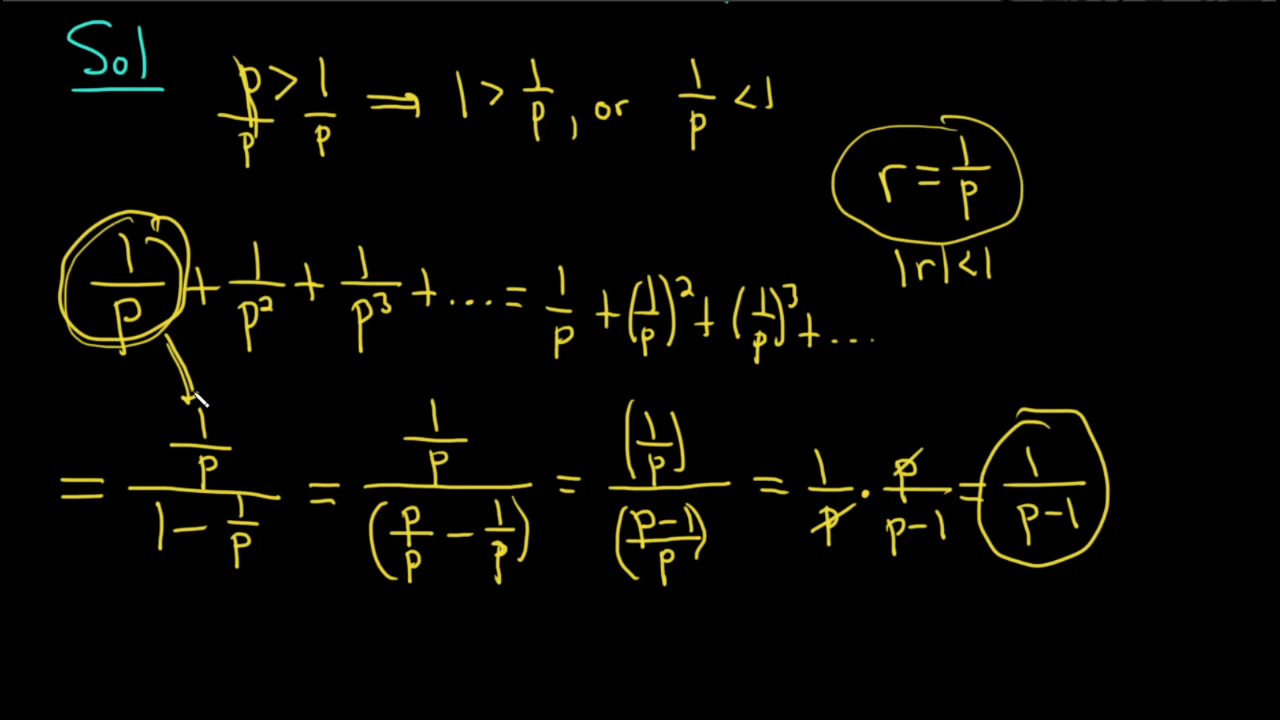 Sol
p/p > 1/p ⟹ 1 > 1/p, or 1/p < 1
r = 1/p
|r| < 1
1/p + 1/p² + 1/p³ + ... = 1/p + (1/p)² + (1/p)³ + ...
= (1/p)/(1 - 1/p) = (1/p)/(p/p - 1/p) = (1/p)/((p-1)/p) = 1/p · p/(p-1) = 1/(p-1)